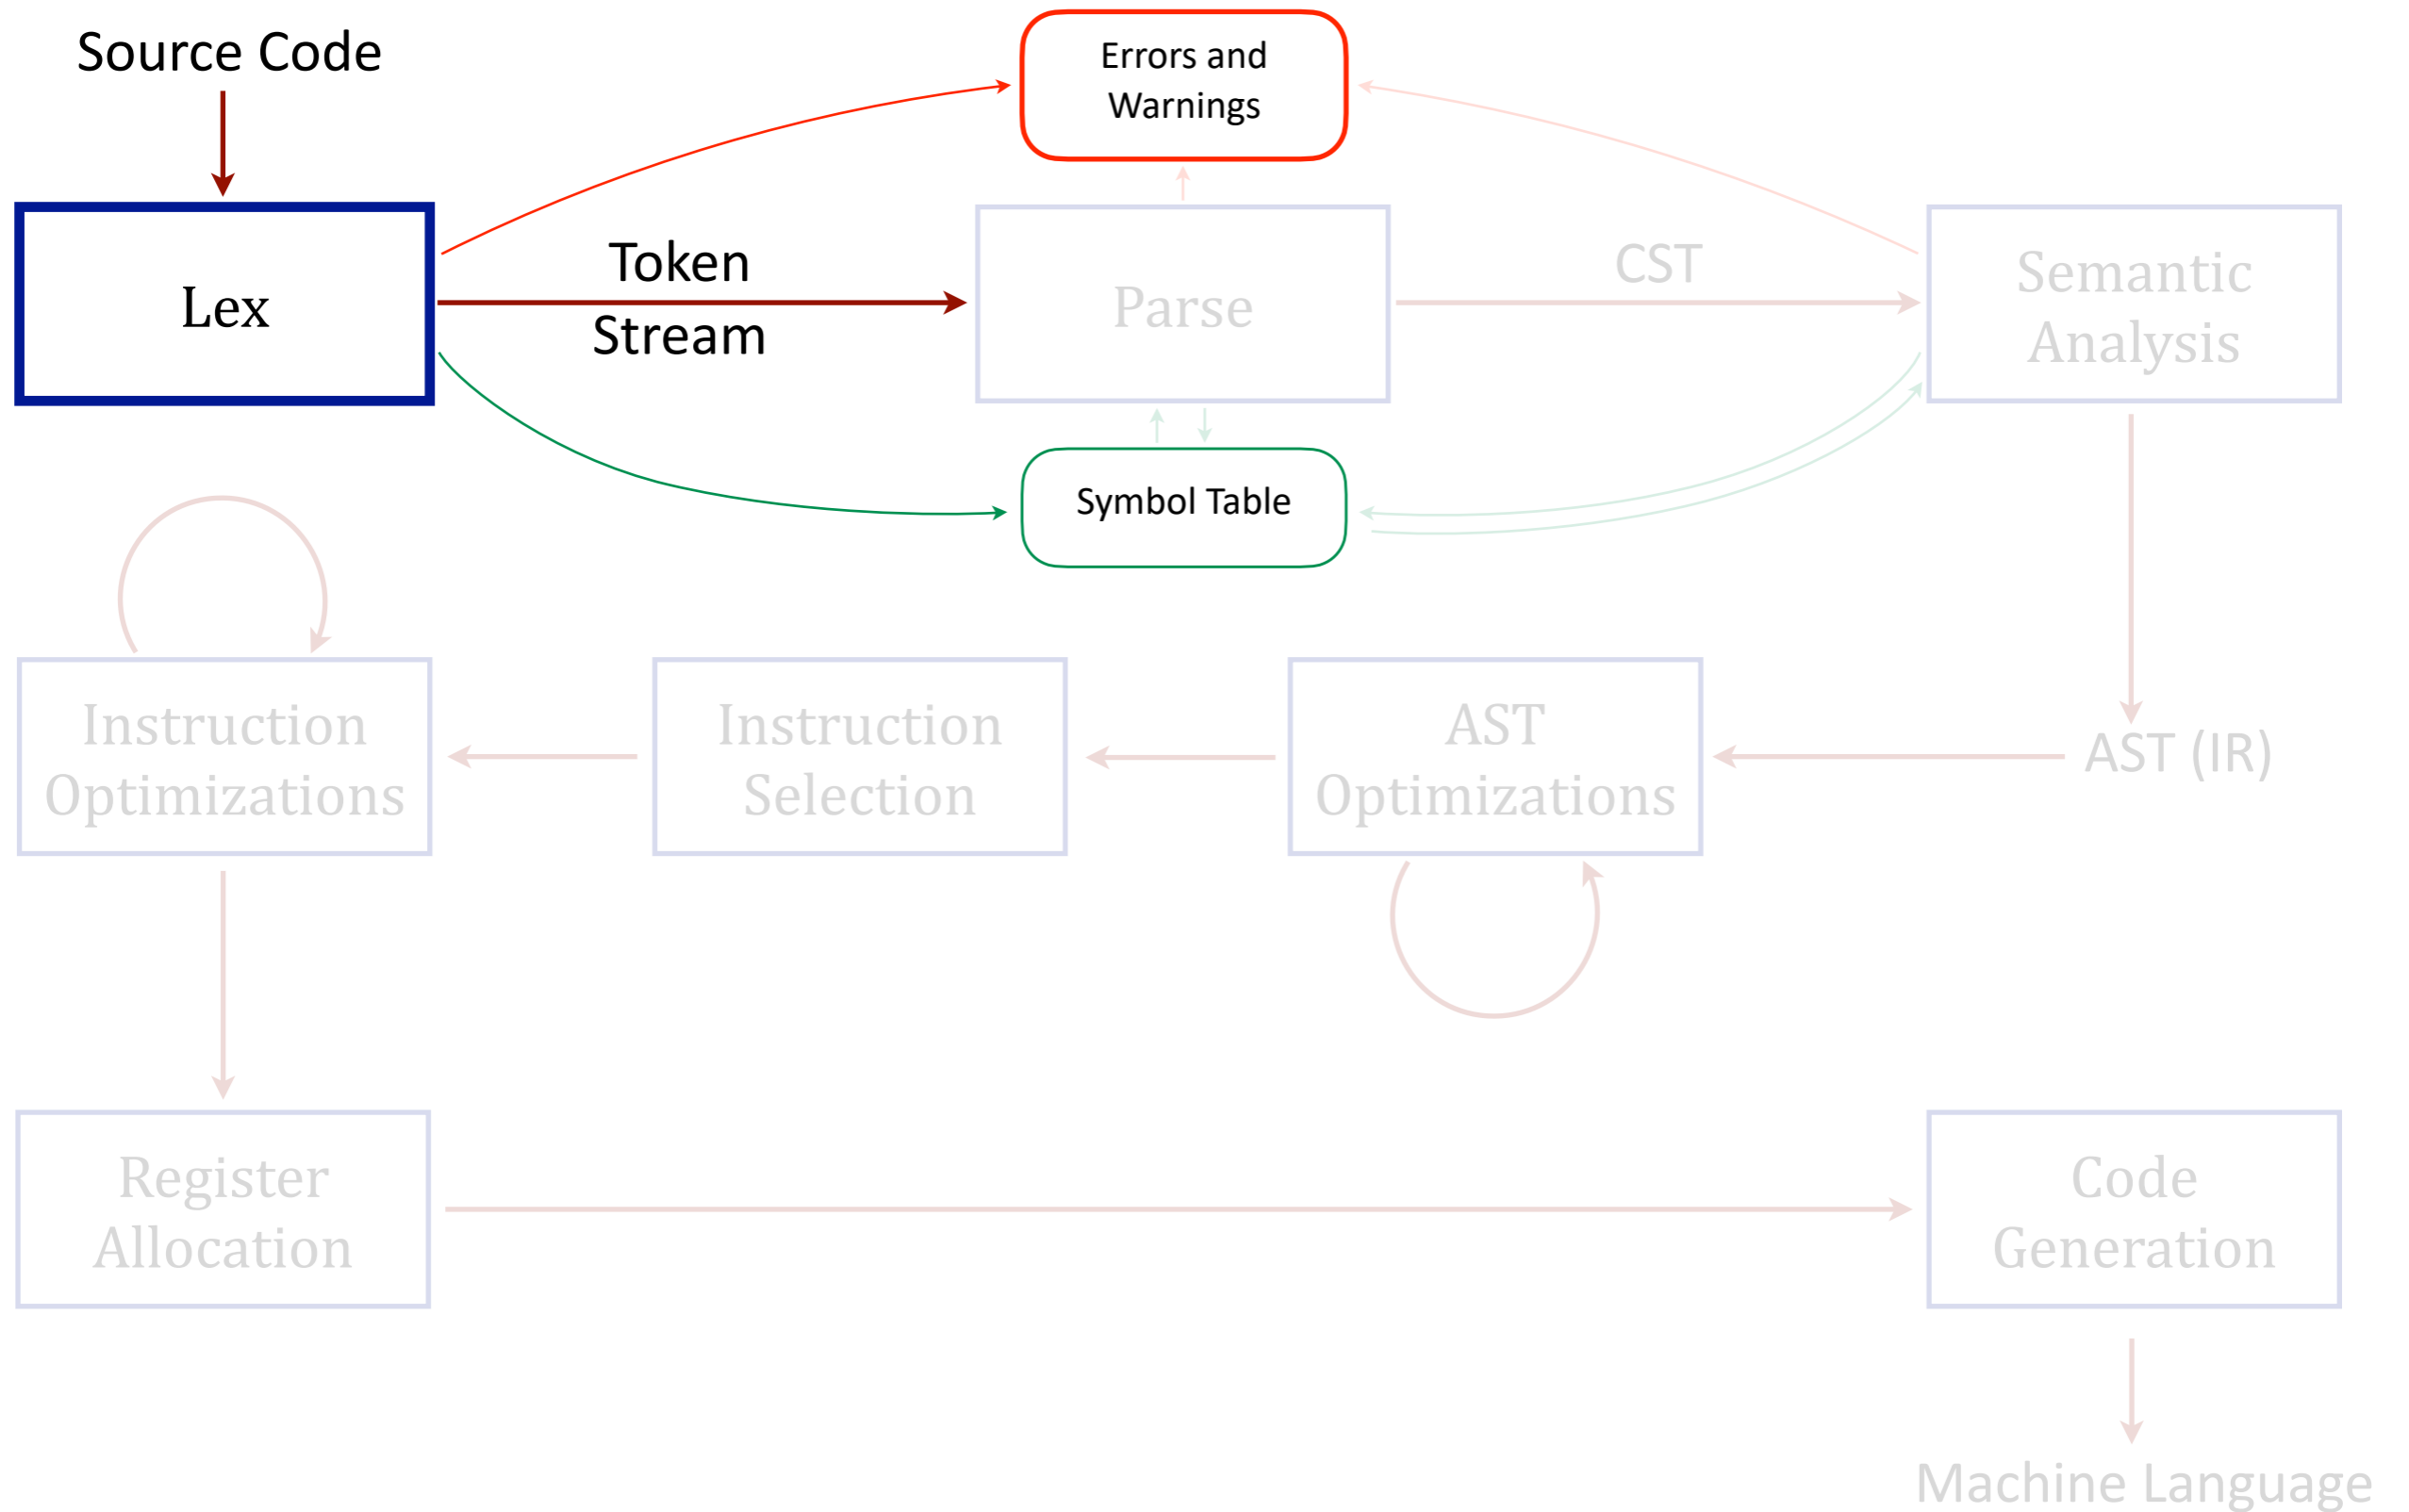 Source Code
Errors and
Warnings
Lex
Token
Stream
Parse
CST
Semantic
Analysis
Symbol Table
Instruction
Optimizations
Instruction
Selection
AST
Optimizations
AST (IR)
Register
Allocation
Code
Generation
Machine Language